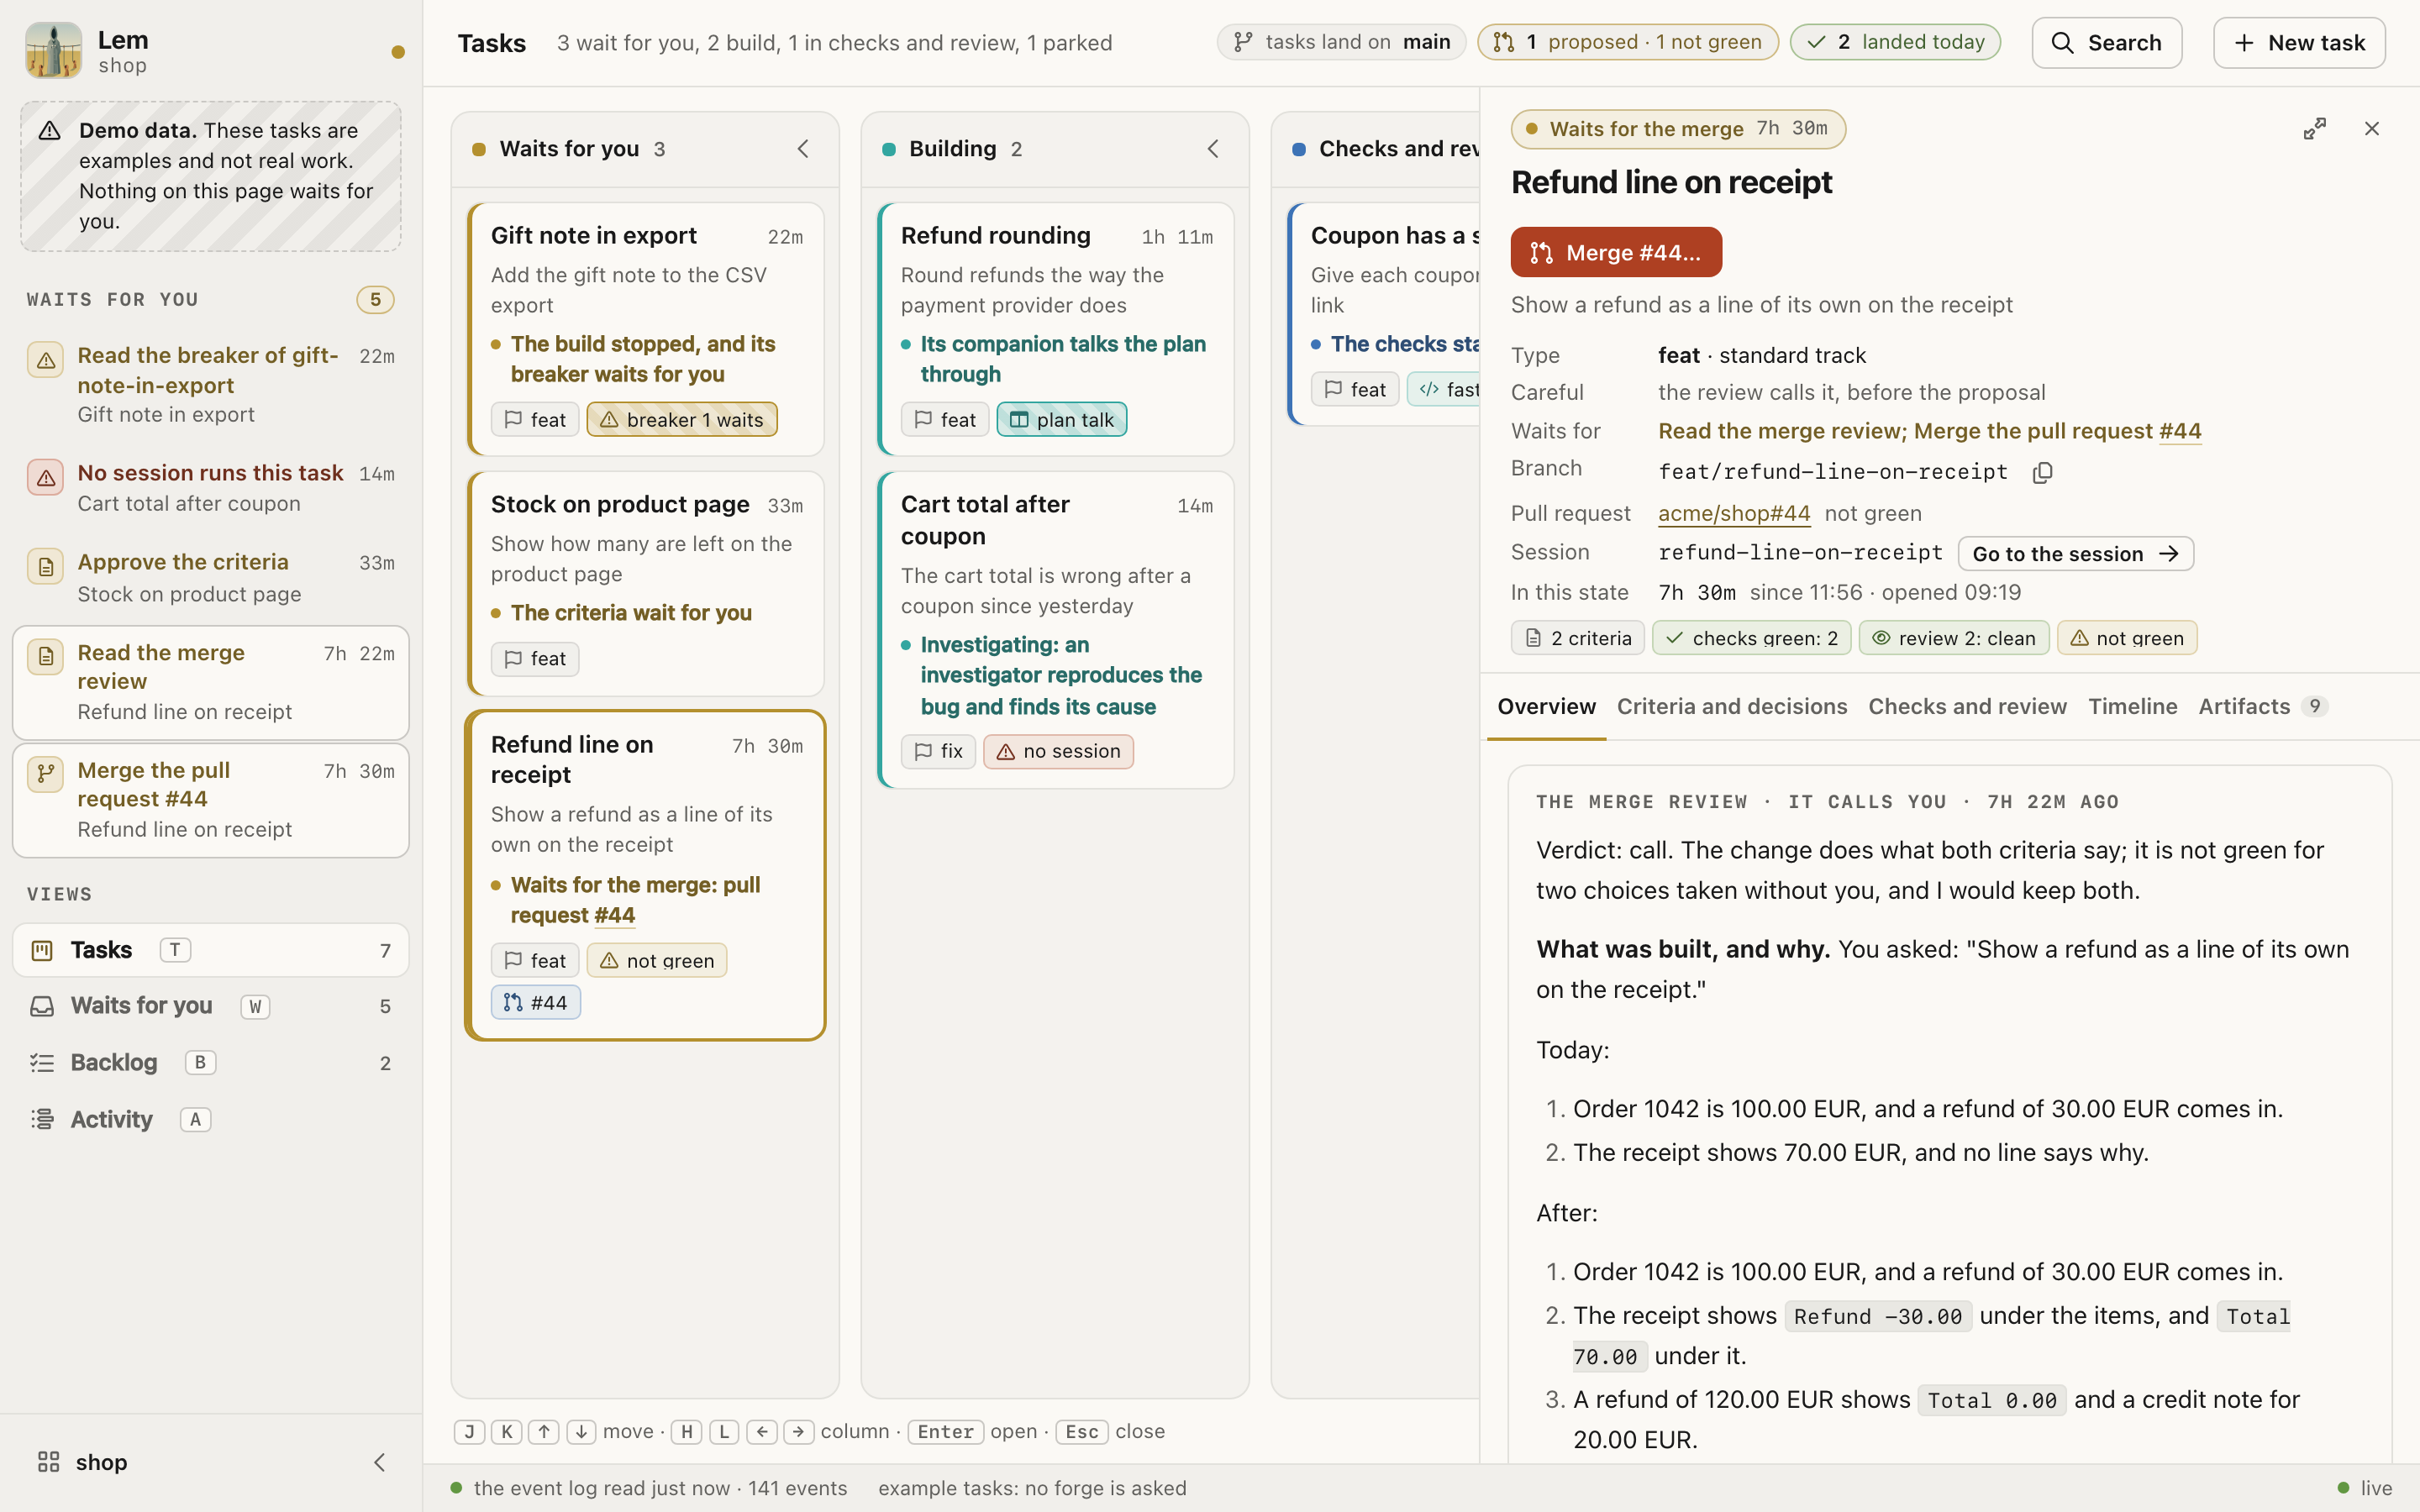 Lem
shop
Demo data. These tasks are
examples and not real work.
Nothing on this page waits for
you.
WAITS FOR YOU 5
Read the breaker of gift-
note-in-export 22m
Gift note in export
No session runs this task 14m
Cart total after coupon
Approve the criteria 33m
Stock on product page
Read the merge
review 7h 22m
Refund line on receipt
Merge the pull
request #44 7h 30m
Refund line on receipt
VIEWS
Tasks T 7
Waits for you W 5
Backlog B 2
Activity A
shop
Tasks 3 wait for you, 2 build, 1 in checks and review, 1 parked
tasks land on main
1 proposed · 1 not green
2 landed today
Search
New task
Waits for you 3
Gift note in export 22m
Add the gift note to the CSV
export
The build stopped, and its
breaker waits for you
feat breaker 1 waits
Stock on product page 33m
Show how many are left on the
product page
The criteria wait for you
feat
Refund line on
receipt 7h 30m
Show a refund as a line of its
own on the receipt
Waits for the merge: pull
request #44
feat not green
#44
Building 2
Refund rounding 1h 11m
Round refunds the way the
payment provider does
Its companion talks the plan
through
feat plan talk
Cart total after
coupon 14m
The cart total is wrong after a
coupon since yesterday
Investigating: an
investigator reproduces the
bug and finds its cause
fix no session
Checks and rev
Coupon has a s
Give each coupon
link
The checks sta
feat fast
J K ↑ ↓ move · H L ← → column · Enter open · Esc close
Waits for the merge 7h 30m
Refund line on receipt
Merge #44...
Show a refund as a line of its own on the receipt
Type feat · standard track
Careful the review calls it, before the proposal
Waits for Read the merge review; Merge the pull request #44
Branch feat/refund-line-on-receipt
Pull request acme/shop#44 not green
Session refund-line-on-receipt Go to the session →
In this state 7h 30m since 11:56 · opened 09:19
2 criteria checks green: 2 review 2: clean not green
Overview Criteria and decisions Checks and review Timeline Artifacts 9
THE MERGE REVIEW · IT CALLS YOU · 7H 22M AGO
Verdict: call. The change does what both criteria say; it is not green for
two choices taken without you, and I would keep both.
What was built, and why. You asked: "Show a refund as a line of its own
on the receipt."
Today:
1. Order 1042 is 100.00 EUR, and a refund of 30.00 EUR comes in.
2. The receipt shows 70.00 EUR, and no line says why.
After:
1. Order 1042 is 100.00 EUR, and a refund of 30.00 EUR comes in.
2. The receipt shows Refund −30.00 under the items, and Total
70.00 under it.
3. A refund of 120.00 EUR shows Total 0.00 and a credit note for
20.00 EUR.
the event log read just now · 141 events example tasks: no forge is asked
live